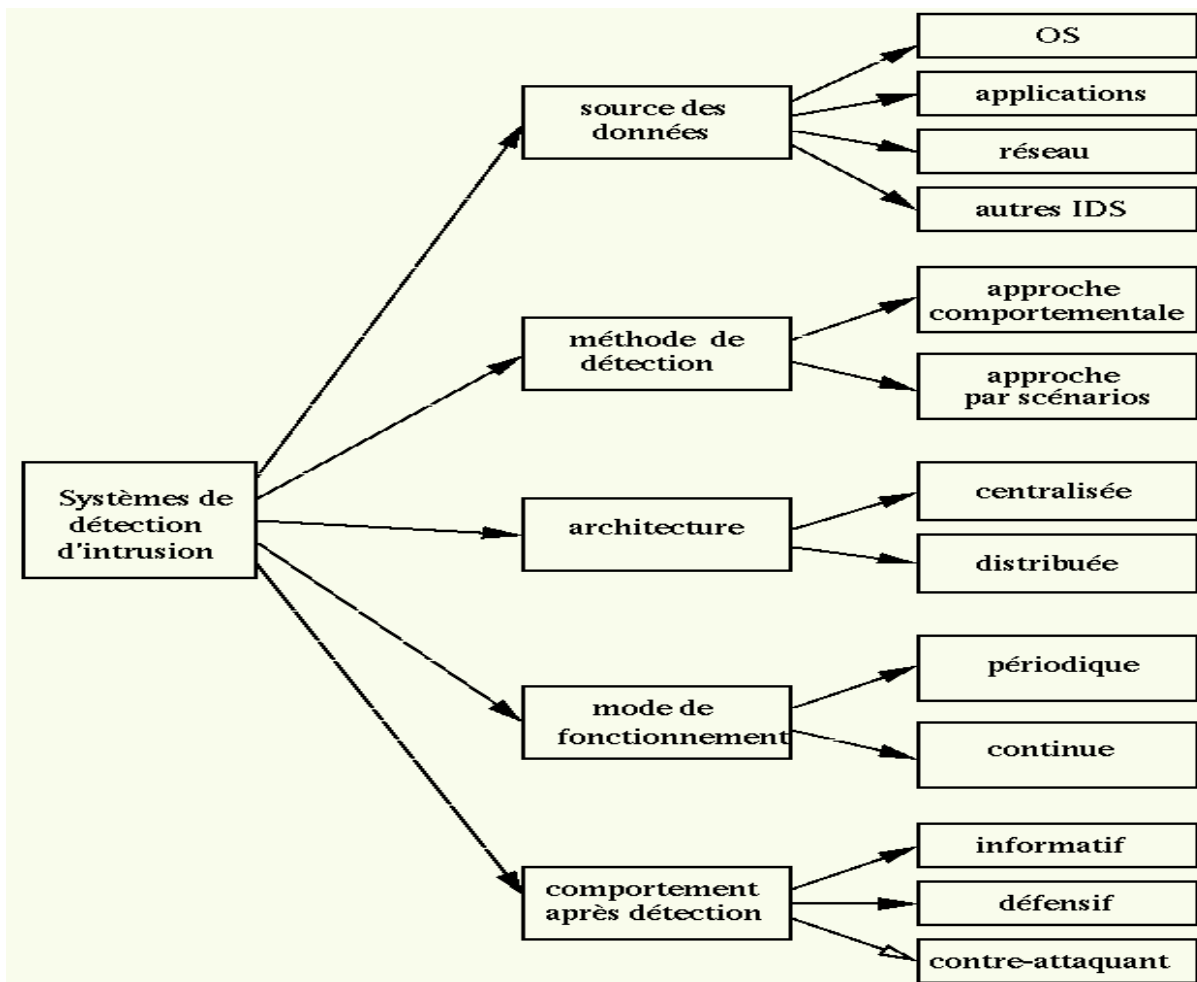 OS
applications
réseau
autres IDS
source des
données
approche
comportementale
approche
par scénarios
méthode de
détection
Systèmes de
détection
d'intrusion
centralisée
distribuée
architecture
périodique
continue
mode de
fonctionnement
informatif
défensif
contre-attaquant
comportement
après détection